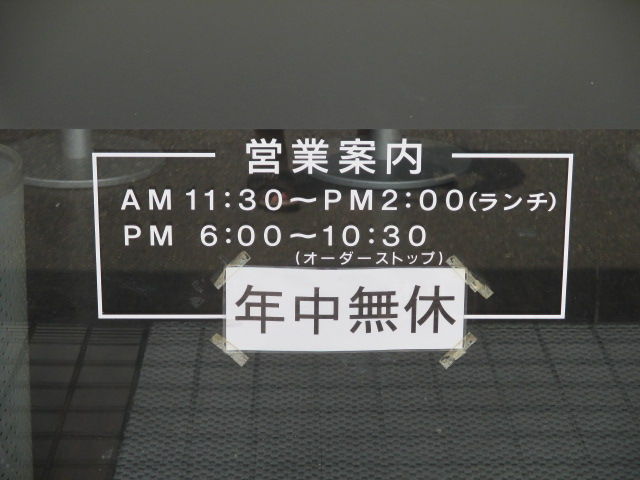 営業案内
AM 11:30～PM2:00(ランチ)
PM 6:00～10:30
(オーダーストップ)
年中無休